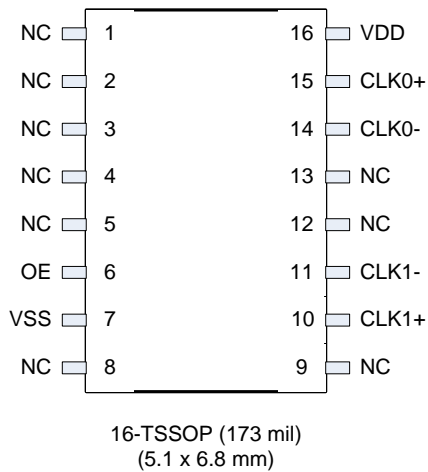 NC 1 16 VDD
NC 2 15 CLK0+
NC 3 14 CLK0-
NC 4 13 NC
NC 5 12 NC
OE 6 11 CLK1-
VSS 7 10 CLK1+
NC 8 9 NC
16-TSSOP (173 mil)
(5.1 x 6.8 mm)